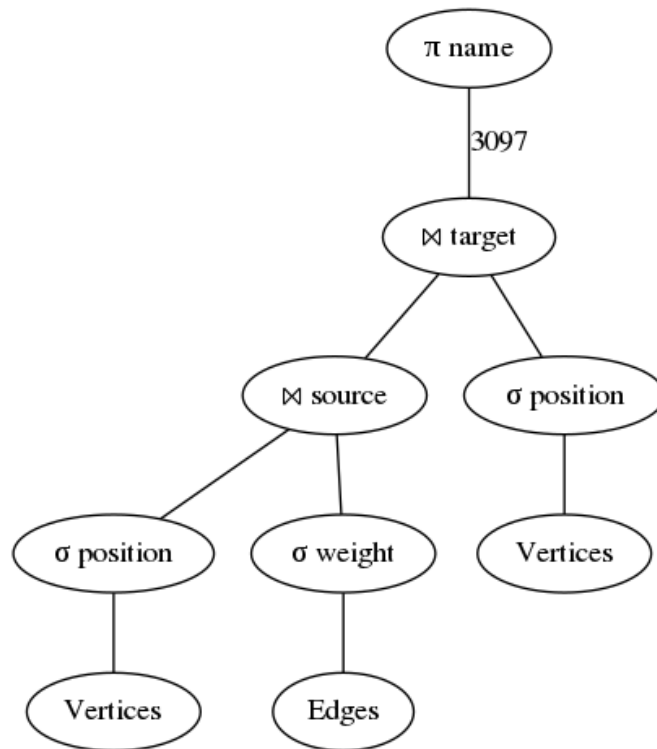 π name
3097
⋈ target
⋈ source
σ position
σ position
σ weight
Vertices
Vertices
Edges